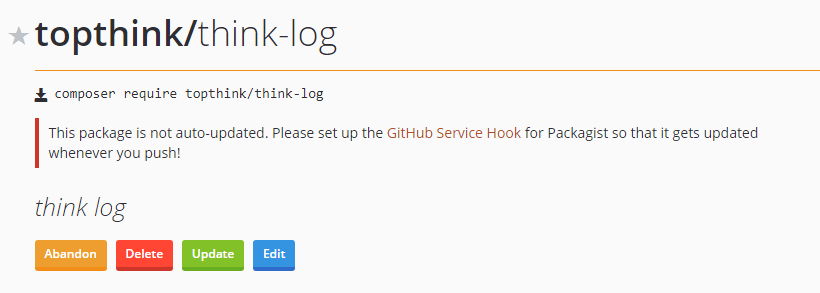 topthink/think-log
composer require topthink/think-log
This package is not auto-updated. Please set up the GitHub Service Hook for Packagist so that it gets updated
whenever you push!
think log
Abandon Delete Update Edit